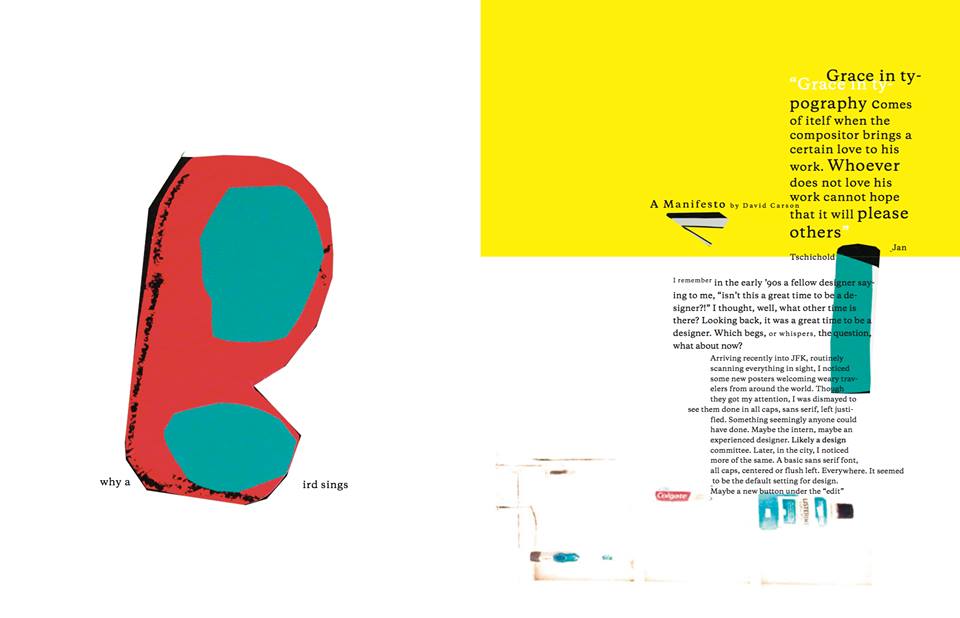 why a B ird sings
“Grace in ty-
Grace in ty-
pography comes
of itelf when the
compositor brings a
certain love to his
work. Whoever
does not love his
work cannot hope
that it will please
others”
Jan
Tschichold
A Manifesto by David Carson
I remember in the early ’90s a fellow designer say-
ing to me, “isn’t this a great time to be a de-
signer?!” I thought, well, what other time is
there? Looking back, it was a great time to be a
designer. Which begs, or whispers, the question,
what about now?
Arriving recently into JFK, routinely
scanning everything in sight, I noticed
some new posters welcoming weary trav-
elers from around the world. Though
they got my attention, I was dismayed to
see them done in all caps, sans serif, left justi-
fied. Something seemingly anyone could
have done. Maybe the intern, maybe an
experienced designer. Likely a design
committee. Later, in the city, I noticed
more of the same. A basic sans serif font,
all caps, centered or flush left. Everywhere. It seemed
to be the default setting for design.
Maybe a new button under the “edit”
Colgate
LISTERINE